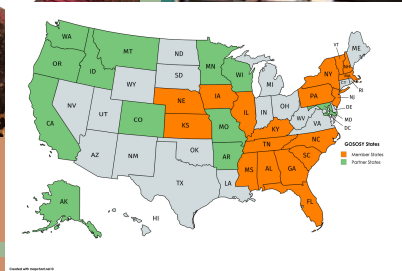 WA
OR
CA
ID
NV
AZ
UT
MT
WY
CO
NM
ND
SD
NE
KS
OK
TX
MN
IA
MO
AR
LA
WI
IL
MI
IN
OH
KY
TN
MS
AL
GA
FL
SC
NC
VA
WV
PA
NY
VT
NH
ME
CT
RI
NJ
DE
MD
DC
AK
HI
GOSOSY States
Member States
Partner States
Created with mapchart.net ©